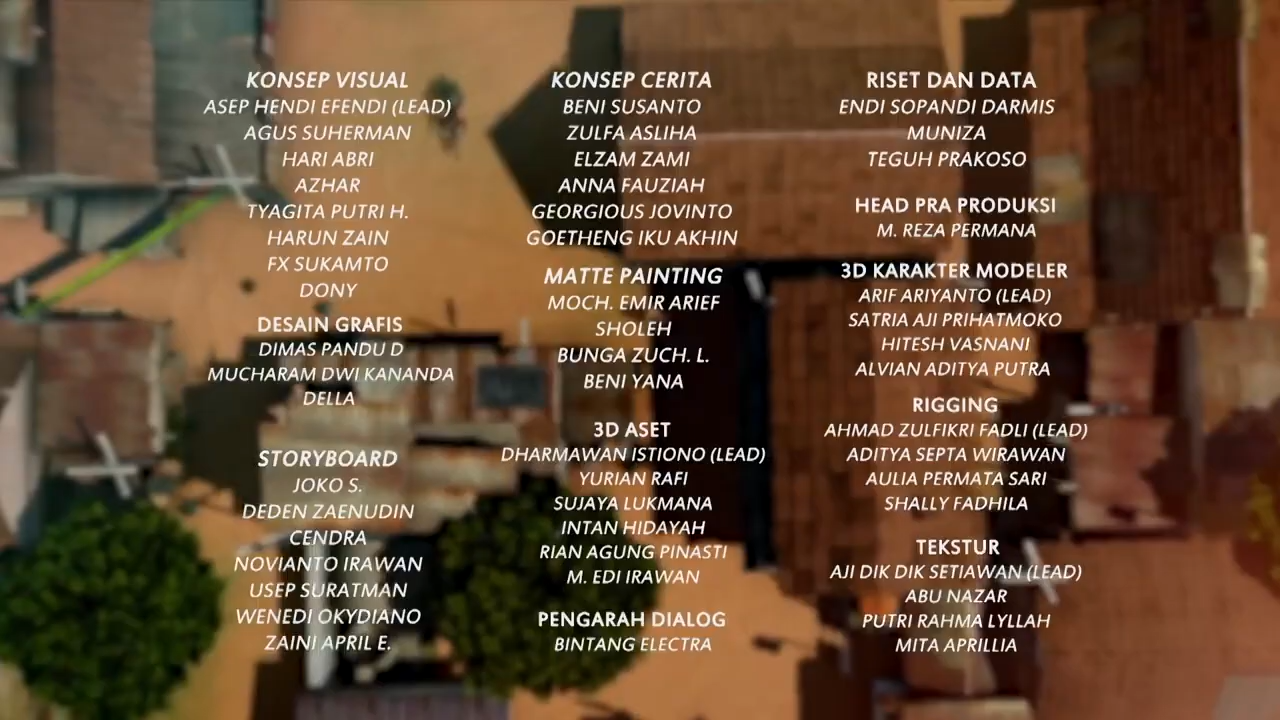 KONSEP VISUAL
ASEP HENDI EFENDI (LEAD)
AGUS SUHERMAN
HARI ABRI
AZHAR
TYAGITA PUTRI H.
HARUN ZAIN
FX SUKAMTO
DONY
DESAIN GRAFIS
DIMAS PANDU D
MUCHARAM DWI KANANDA
DELLA
STORYBOARD
JOKO S.
DEDEN ZAENUDIN
CENDRA
NOVIANTO IRAWAN
USEP SURATMAN
WENEDI OKYDIANO
ZAINI APRIL E.
KONSEP CERITA
BENI SUSANTO
ZULFA ASLIHA
ELZAM ZAMI
ANNA FAUZIAH
GEORGIOUS JOVINTO
GOETHENG IKU AKHIN
MATTE PAINTING
MOCH. EMIR ARIEF
SHOLEH
BUNGA ZUCH. L.
BENI YANA
3D ASET
DHARMAWAN ISTIONO (LEAD)
YURIAN RAFI
SUJAYA LUKMANA
INTAN HIDAYAH
RIAN AGUNG PINASTI
M. EDI IRAWAN
PENGARAH DIALOG
BINTANG ELECTRA
RISET DAN DATA
ENDI SOPANDI DARMIS
MUNIZA
TEGUH PRAKOSO
HEAD PRA PRODUKSI
M. REZA PERMANA
3D KARAKTER MODELER
ARIF ARIYANTO (LEAD)
SATRIA AJI PRIHATMOKO
HITESH VASNANI
ALVIAN ADITYA PUTRA
RIGGING
AHMAD ZULFIKRI FADLI (LEAD)
ADITYA SEPTA WIRAWAN
AULIA PERMATA SARI
SHALLY FADHILA
TEKSTUR
AJI DIK DIK SETIAWAN (LEAD)
ABU NAZAR
PUTRI RAHMA LYLLAH
MITA APRILLIA